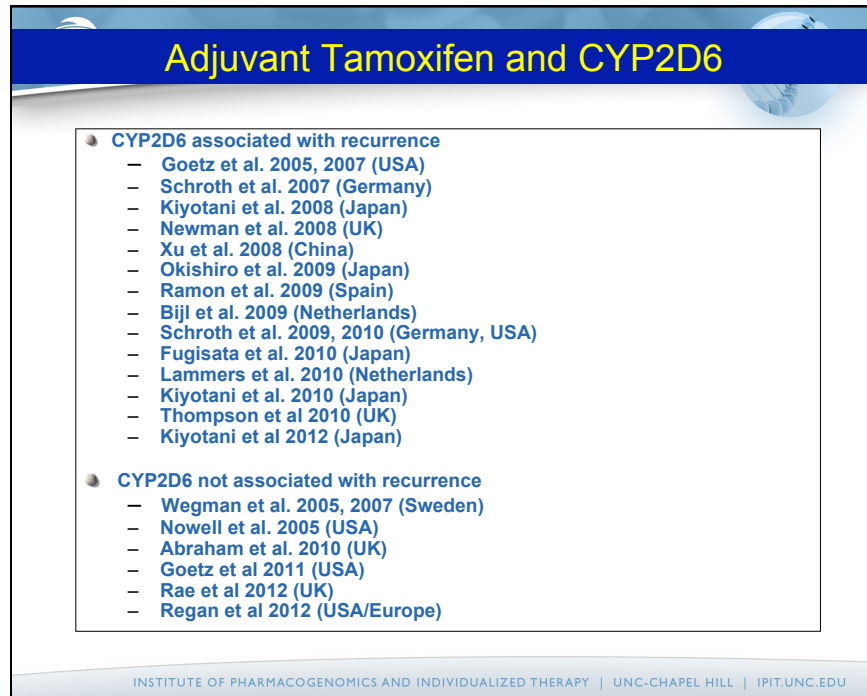 Adjuvant Tamoxifen and CYP2D6
CYP2D6 associated with recurrence
– Goetz et al. 2005, 2007 (USA)
– Schroth et al. 2007 (Germany)
– Kiyotani et al. 2008 (Japan)
– Newman et al. 2008 (UK)
– Xu et al. 2008 (China)
– Okishiro et al. 2009 (Japan)
– Ramon et al. 2009 (Spain)
– Bijl et al. 2009 (Netherlands)
– Schroth et al. 2009, 2010 (Germany, USA)
– Fugisata et al. 2010 (Japan)
– Lammers et al. 2010 (Netherlands)
– Kiyotani et al. 2010 (Japan)
– Thompson et al 2010 (UK)
– Kiyotani et al 2012 (Japan)
CYP2D6 not associated with recurrence
– Wegman et al. 2005, 2007 (Sweden)
– Nowell et al. 2005 (USA)
– Abraham et al. 2010 (UK)
– Goetz et al 2011 (USA)
– Rae et al 2012 (UK)
– Regan et al 2012 (USA/Europe)
INSTITUTE OF PHARMACOGENOMICS AND INDIVIDUALIZED THERAPY | UNC-CHAPEL HILL | IPIT.UNC.EDU